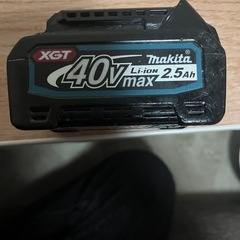 XGT
40V max
makita
Li-ion 2.5Ah